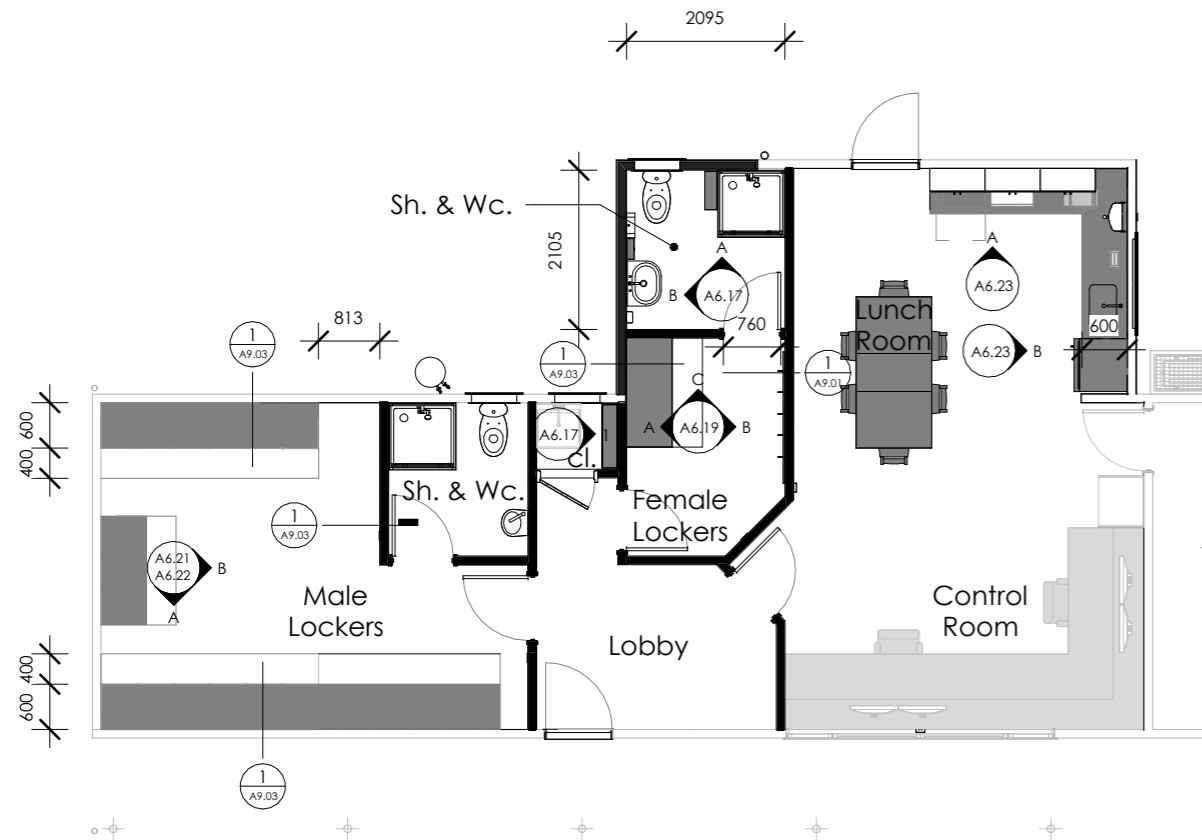 2095
Sh. & Wc.
2105
A
B
A6.17
A
A6.23
Lunch
Room
A6.23
B
600
760
813
1
A9.03
1
A9.03
1
A9.01
C
A
A6.19
B
600
400
A6.17
1
Cl.
Sh. & Wc.
1
A9.03
Female
Lockers
A6.21
A6.22
B
A
Male
Lockers
Lobby
Control
Room
400
600
1
A9.03